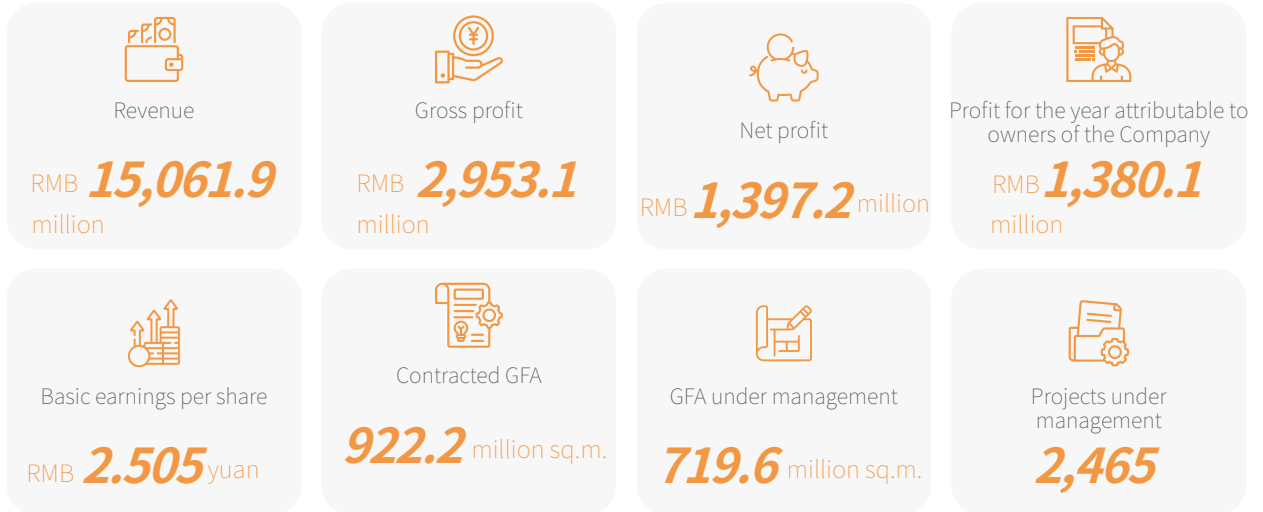 Revenue
RMB 15,061.9
million
Gross profit
RMB 2,953.1
million
Net profit
RMB 1,397.2 million
Profit for the year attributable to
owners of the Company
RMB 1,380.1
million
Basic earnings per share
RMB 2.505 yuan
Contracted GFA
922.2 million sq.m.
GFA under management
719.6 million sq.m.
Projects under
management
2,465